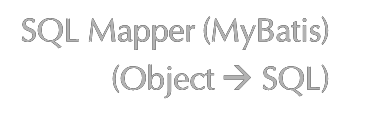 SQL Mapper (MyBatis)
(Object → SQL)